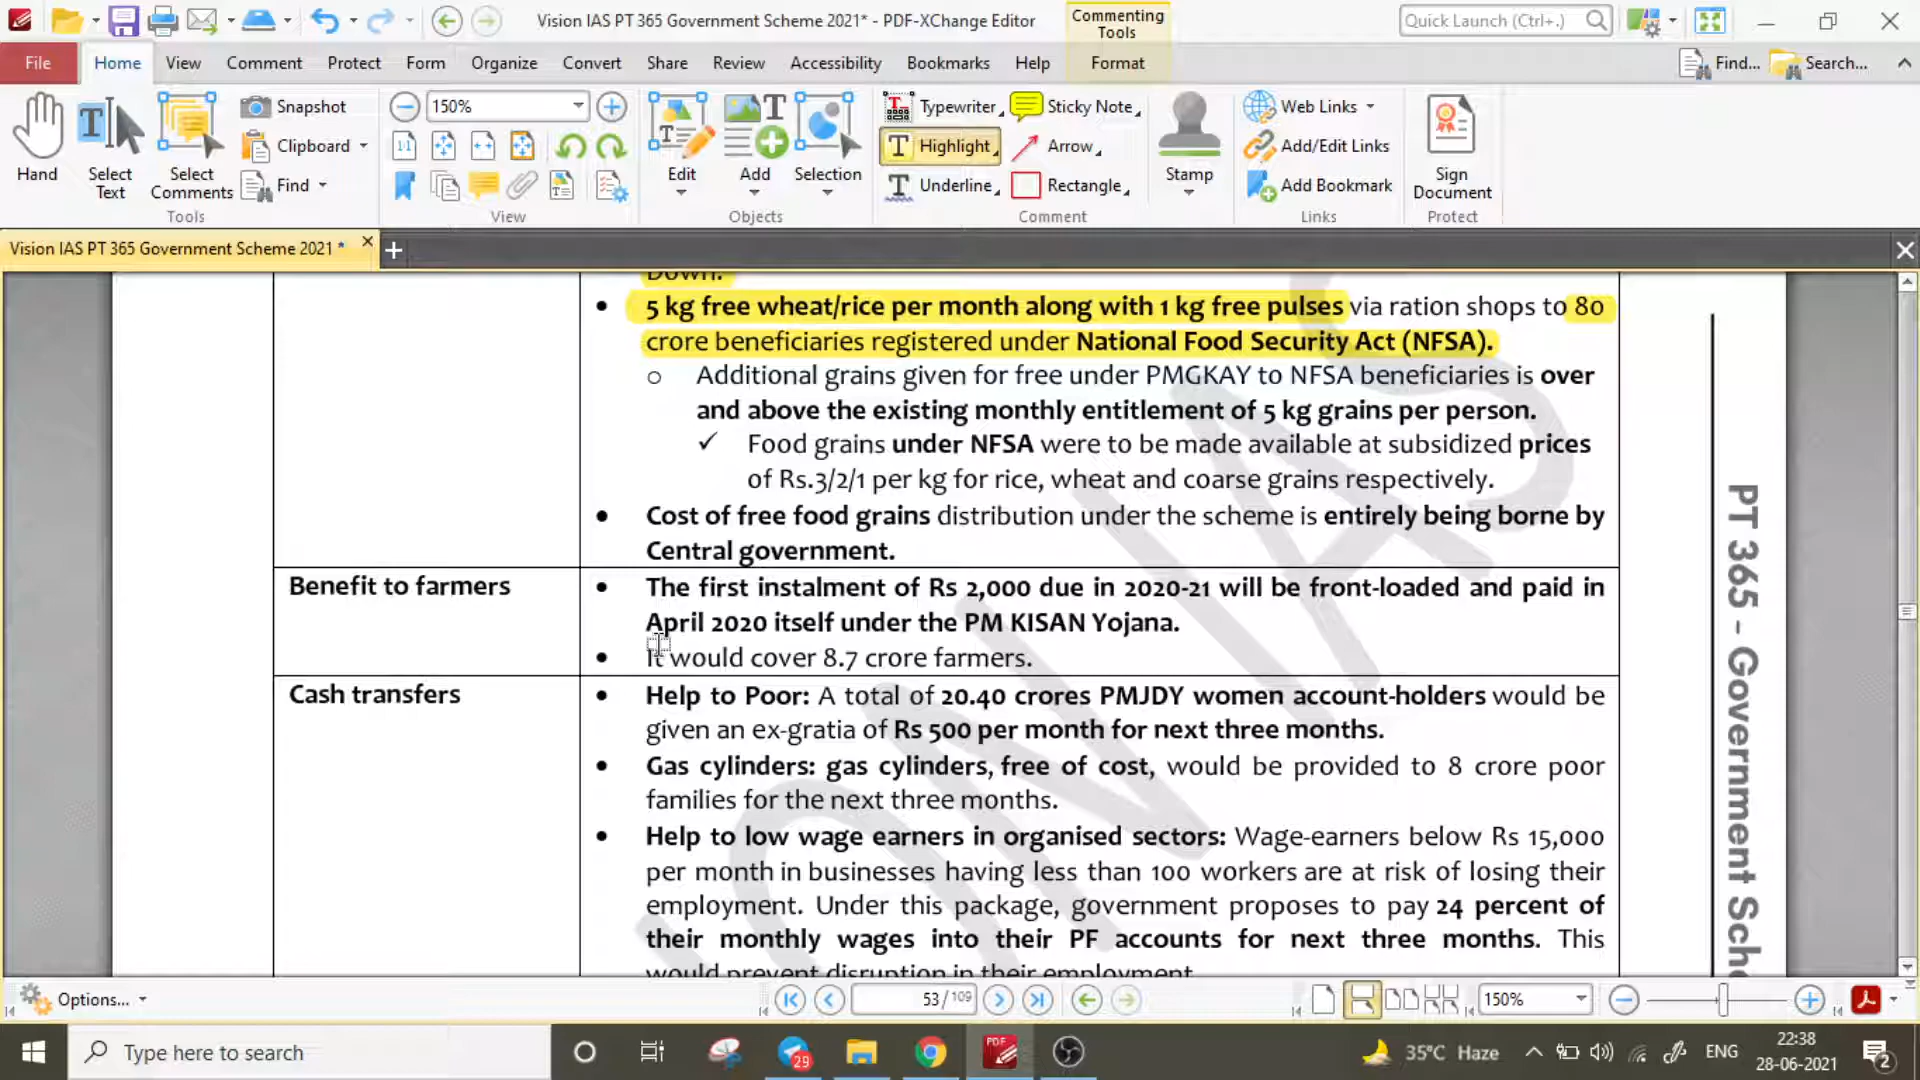 Vision IAS PT 365 Government Scheme 2021* - PDF-XChange Editor
Commenting Tools
Quick Launch (Ctrl+.)
File
Home
View
Comment
Protect
Form
Organize
Convert
Share
Review
Accessibility
Bookmarks
Help
Format
Find...
Search...
Hand
Select Text
Select Comments
Snapshot
Clipboard
Find
Tools
150%
View
Edit
Add
Selection
Objects
Typewriter
Highlight
Underline
Sticky Note
Arrow
Rectangle
Stamp
Comment
Web Links
Add/Edit Links
Add Bookmark
Links
Sign Document
Protect
Vision IAS PT 365 Government Scheme 2021 *
Down.
• 5 kg free wheat/rice per month along with 1 kg free pulses via ration shops to 80
crore beneficiaries registered under National Food Security Act (NFSA).
o Additional grains given for free under PMGKAY to NFSA beneficiaries is over
and above the existing monthly entitlement of 5 kg grains per person.
✓ Food grains under NFSA were to be made available at subsidized prices
of Rs.3/2/1 per kg for rice, wheat and coarse grains respectively.
• Cost of free food grains distribution under the scheme is entirely being borne by
Central government.
Benefit to farmers
• The first instalment of Rs 2,000 due in 2020-21 will be front-loaded and paid in
April 2020 itself under the PM KISAN Yojana.
• It would cover 8.7 crore farmers.
Cash transfers
• Help to Poor: A total of 20.40 crores PMJDY women account-holders would be
given an ex-gratia of Rs 500 per month for next three months.
• Gas cylinders: gas cylinders, free of cost, would be provided to 8 crore poor
families for the next three months.
• Help to low wage earners in organised sectors: Wage-earners below Rs 15,000
per month in businesses having less than 100 workers are at risk of losing their
employment. Under this package, government proposes to pay 24 percent of
their monthly wages into their PF accounts for next three months. This
would prevent disruption in their employment.
PT 365 - Government Sche
Options...
53 / 109
150%
Type here to search
29
35°C Haze
ENG
22:38
28-06-2021
2